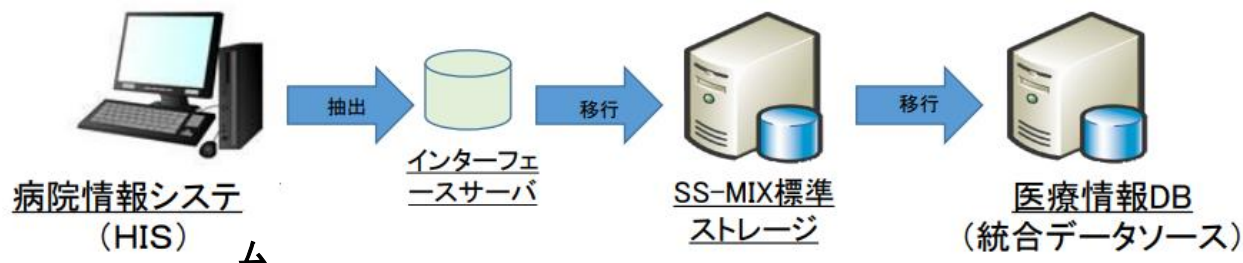 抽出
移行
移行
病院情報システ
ム
（HIS）
インターフェ
ースサーバ
SS-MIX標準
ストレージ
医療情報DB
（統合データソース）